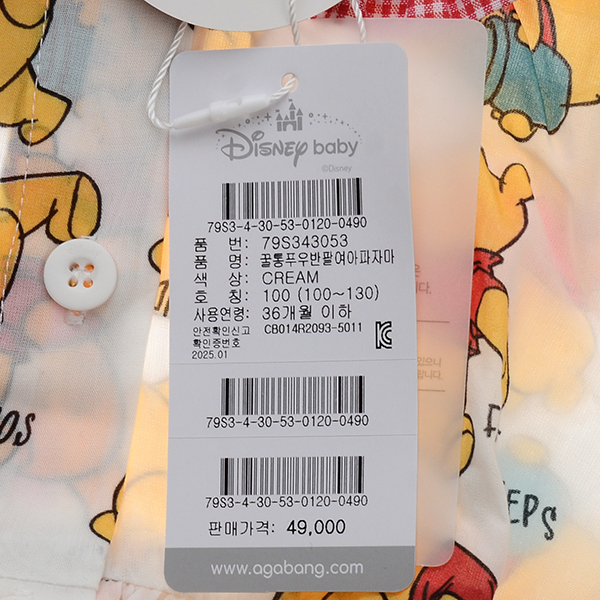 Disney baby
©Disney
79S3-4-30-53-0120-0490
품 번: 79S343053
품 명: 꿀통푸우반팔여아파자마
색 상: CREAM
호 칭: 100 (100~130)
사용연령: 36개월 이하
안전확인신고 CB014R2093-5011
확인증번호
2025.01
79S3-4-30-53-0120-0490
79S3-4-30-53-0120-0490
판매가격: 49,000
www.agabang.com
EPS